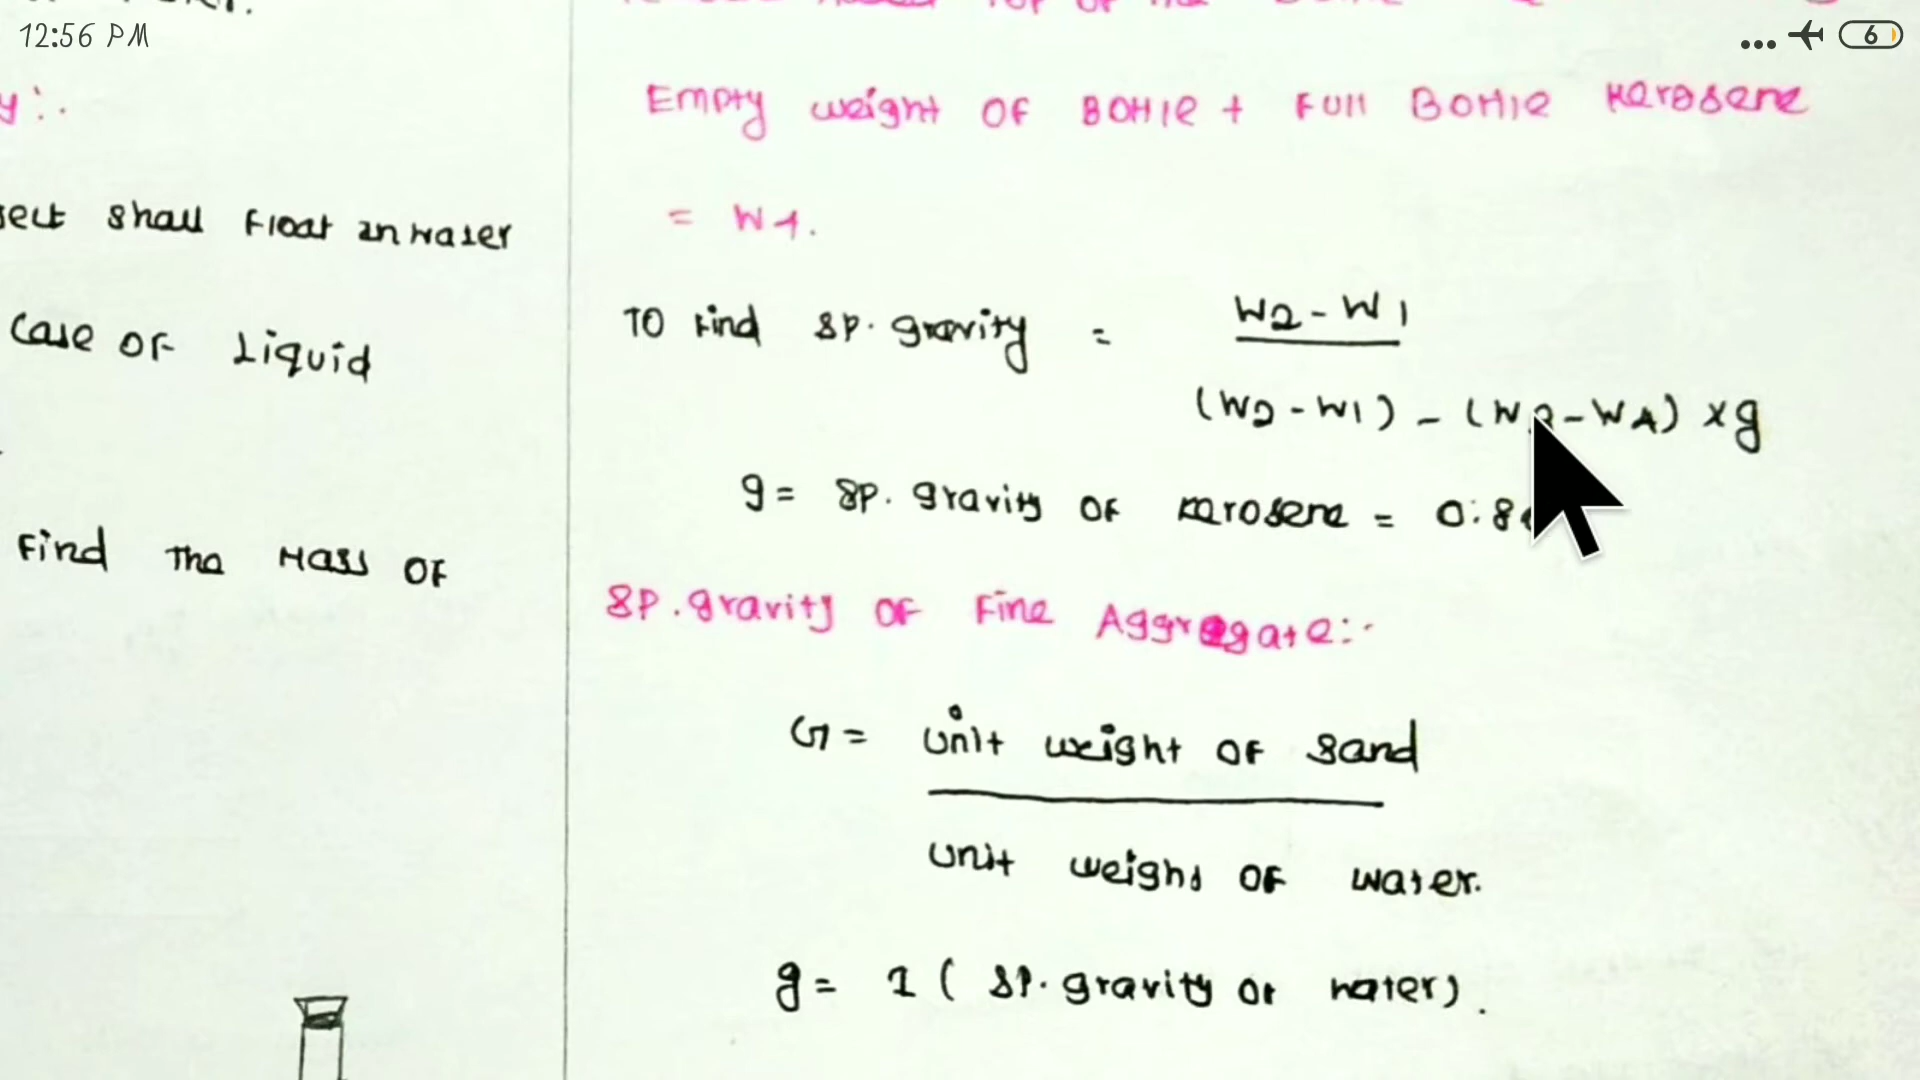 12:56 PM
6
y:.
sect shall Float in water
Case OF Liquid
Find The Mass OF
Empty weight OF Bottle + Full Bottle Kerosene
= W4.
TO Find SP. gravity = W2 - W1
(W2 - W1) - (W3 - W4) x g
g = SP. gravity OF Kerosene = 0.8
SP. gravity OF Fine Aggregate:-
G = Unit weight OF Sand
Unit weight OF water.
g = 1 ( SP. gravity OF water).